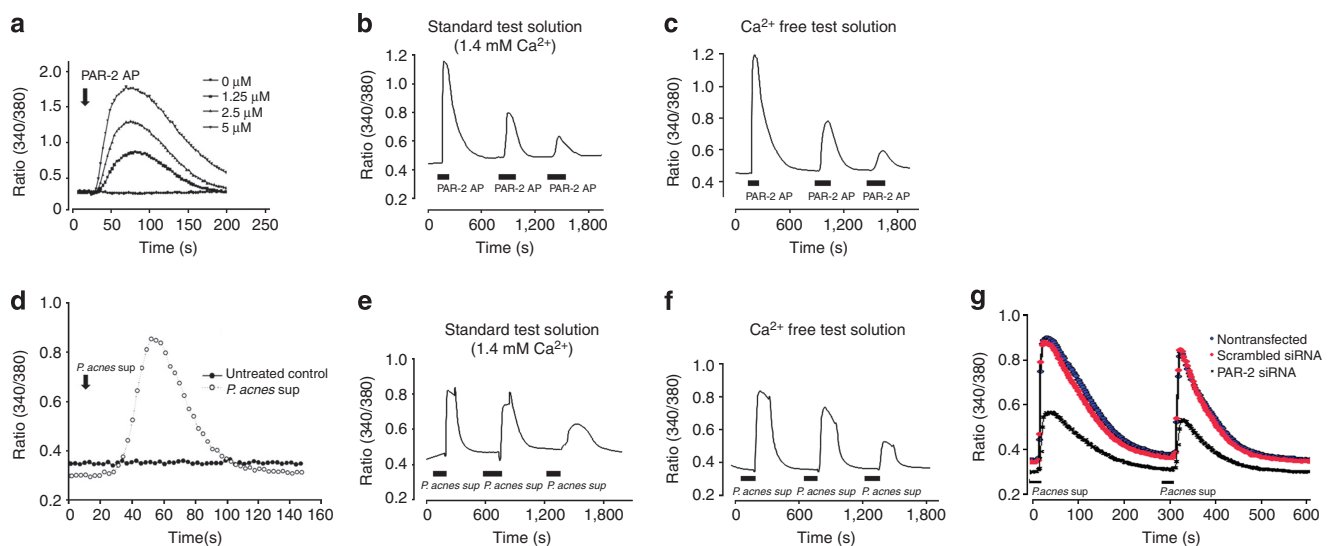 a
PAR-2 AP
0 µM
1.25 µM
2.5 µM
5 µM
Ratio (340/380)
2.0
1.5
1.0
0.5
0
0 50 100 150 200 250
Time (s)
b
Standard test solution
(1.4 mM Ca²⁺)
Ratio (340/380)
1.2
1.0
0.8
0.6
0.4
0.2
PAR-2 AP PAR-2 AP PAR-2 AP
0 600 1,200 1,800
Time (s)
c
Ca²⁺ free test solution
Ratio (340/380)
1.2
1.0
0.8
0.6
0.4
PAR-2 AP PAR-2 AP PAR-2 AP
0 600 1,200 1,800
Time (s)
d
Ratio (340/380)
1.0
0.8
0.6
0.4
0.2
P. acnes sup
Untreated control
P. acnes sup
0 20 40 60 80 100 120 140 160
Time(s)
e
Standard test solution
(1.4 mM Ca²⁺)
Ratio (340/380)
1.0
0.8
0.6
0.4
0.2
P. acnes sup P. acnes sup P. acnes sup
0 600 1,200 1,800
Time (s)
f
Ca²⁺ free test solution
Ratio (340/380)
1.0
0.8
0.6
0.4
0.2
P. acnes sup P. acnes sup P. acnes sup
0 600 1,200 1,800
Time (s)
g
Ratio (340/380)
1.0
0.8
0.6
0.4
0.2
Nontransfected
Scrambled siRNA
PAR-2 siRNA
P.acnes sup P.acnes sup
0 100 200 300 400 500 600
Time (s)